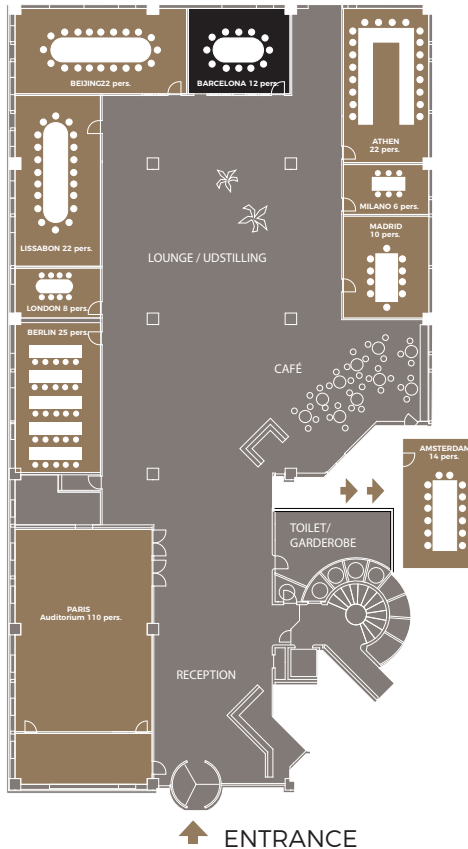 BEIJING22 pers.
BARCELONA 12 pers.
ATHEN
22 pers.
MILANO 6 pers.
MADRID
10 pers.
LISSABON 22 pers.
LOUNGE / UDSTILLING
LONDON 8 pers.
BERLIN 25 pers.
CAFÉ
AMSTERDAM
14 pers.
TOILET/
GARDEROBE
PARIS
Auditorium 110 pers.
RECEPTION
ENTRANCE